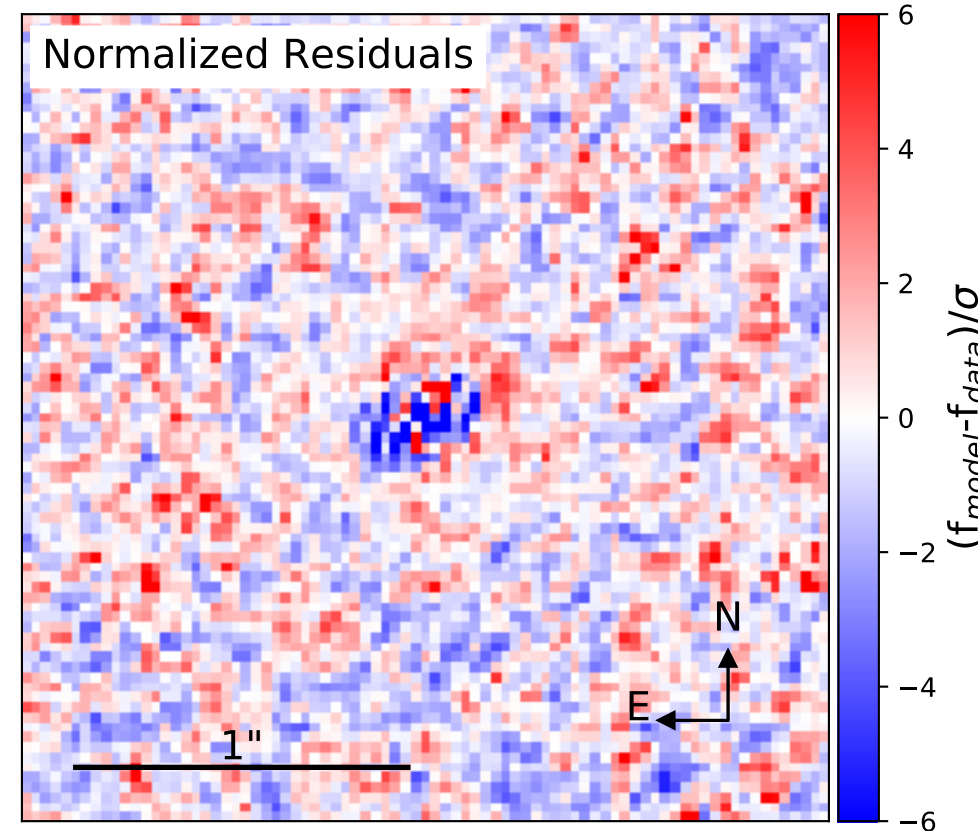 Normalized Residuals
6
4
2
0
−2
−4
−6
(f_model-f_data)/σ
N
E
1"